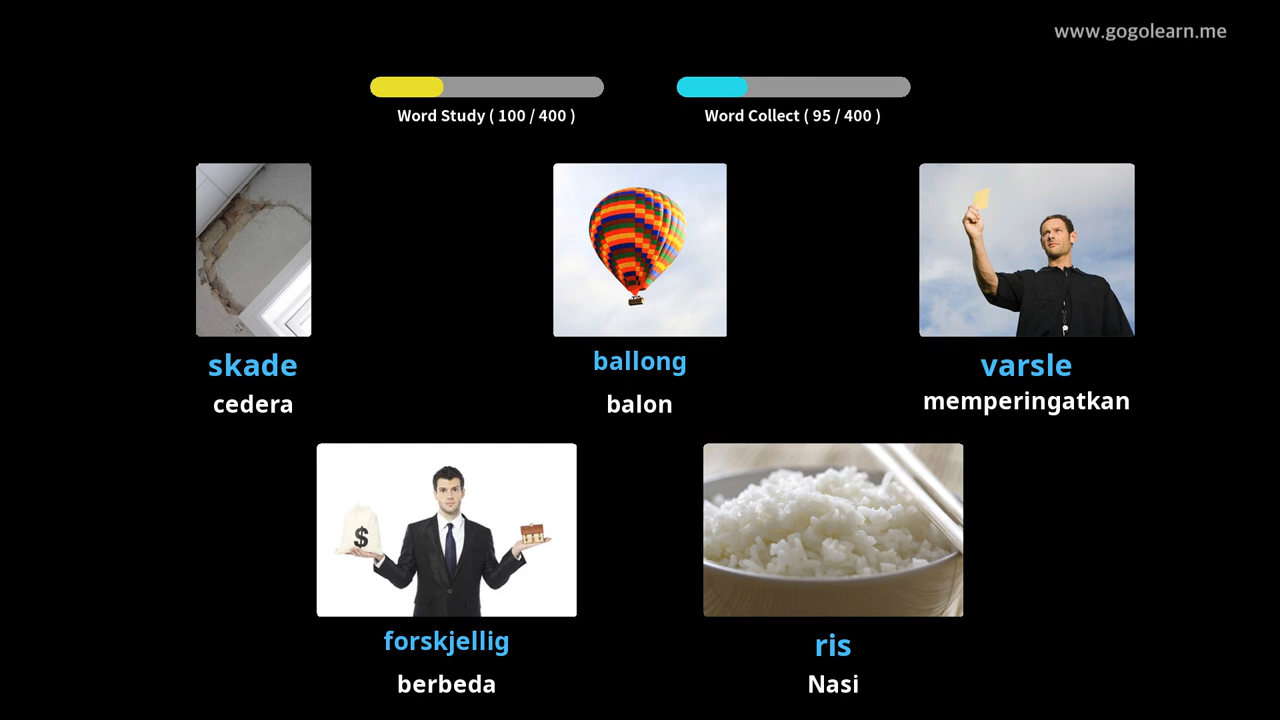 www.gogolearn.me
Word Study ( 100 / 400 )
Word Collect ( 95 / 400 )
skade
cedera
ballong
balon
varsle
memperingatkan
$
forskjellig
berbeda
ris
Nasi